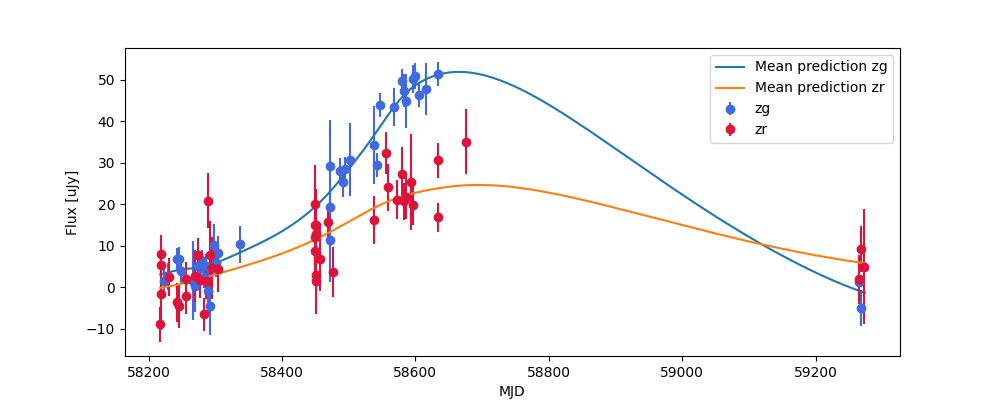 Mean prediction zg
Mean prediction zr
zg
zr
Flux [uJy]
50
40
30
20
10
0
−10
58200 58400 58600 58800 59000 59200
MJD